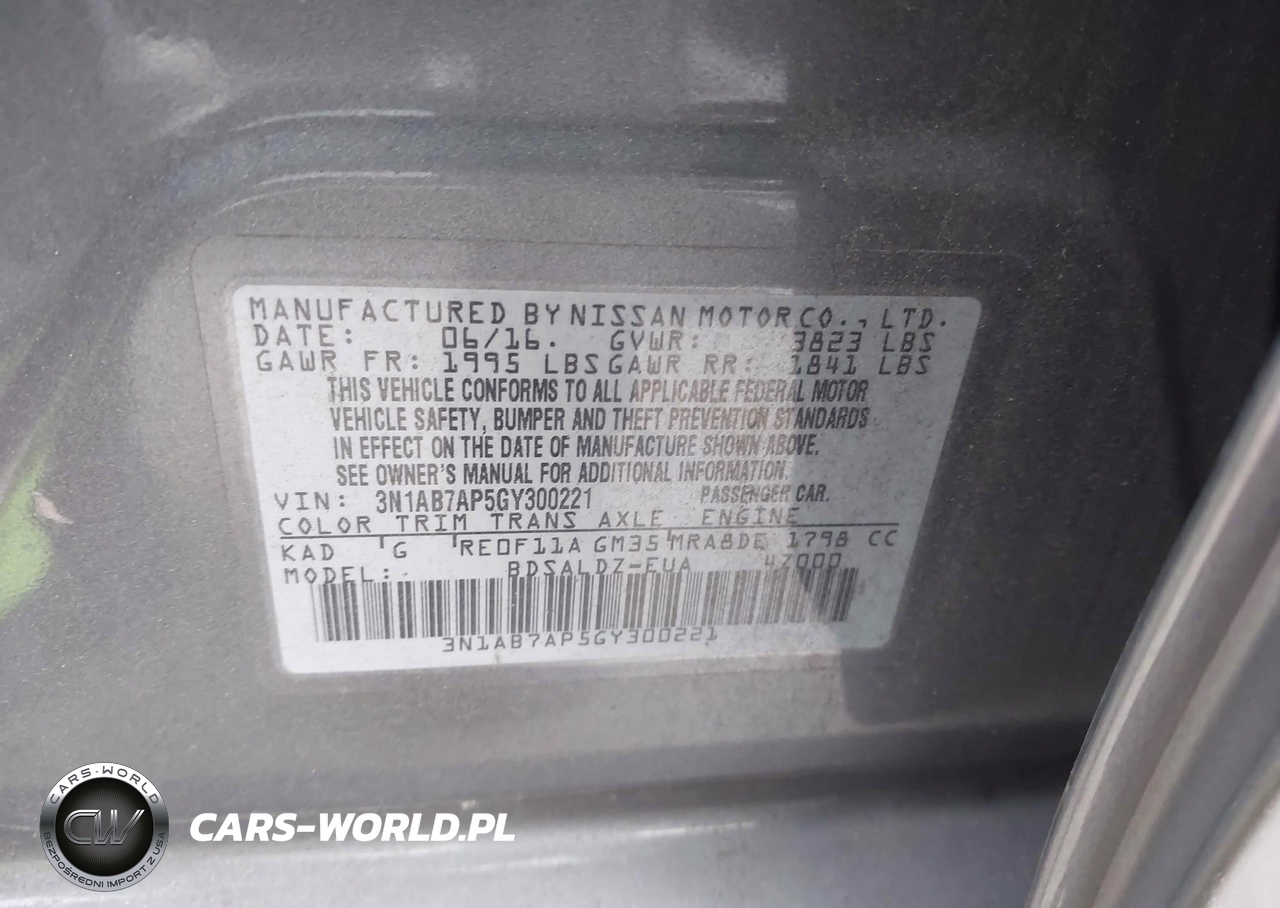 MANUFACTURED BY NISSAN MOTOR CO., LTD.
DATE: 06/16. GVWR: 3823 LBS
GAWR FR: 1995 LBS GAWR RR: 1841 LBS
THIS VEHICLE CONFORMS TO ALL APPLICABLE FEDERAL MOTOR
VEHICLE SAFETY, BUMPER AND THEFT PREVENTION STANDARDS
IN EFFECT ON THE DATE OF MANUFACTURE SHOWN ABOVE.
SEE OWNER'S MANUAL FOR ADDITIONAL INFORMATION.
VIN: 3N1AB7AP5GY300221 PASSENGER CAR.
COLOR TRIM TRANS AXLE ENGINE
KAD G RE0F11A GM35 MRA8DE 1798 CC
MODEL: BDSALDZ-EUA 47000
3N1AB7AP5GY300221
CARS-WORLD
CW
BEZPOŚREDNI IMPORT Z USA
CARS-WORLD.PL